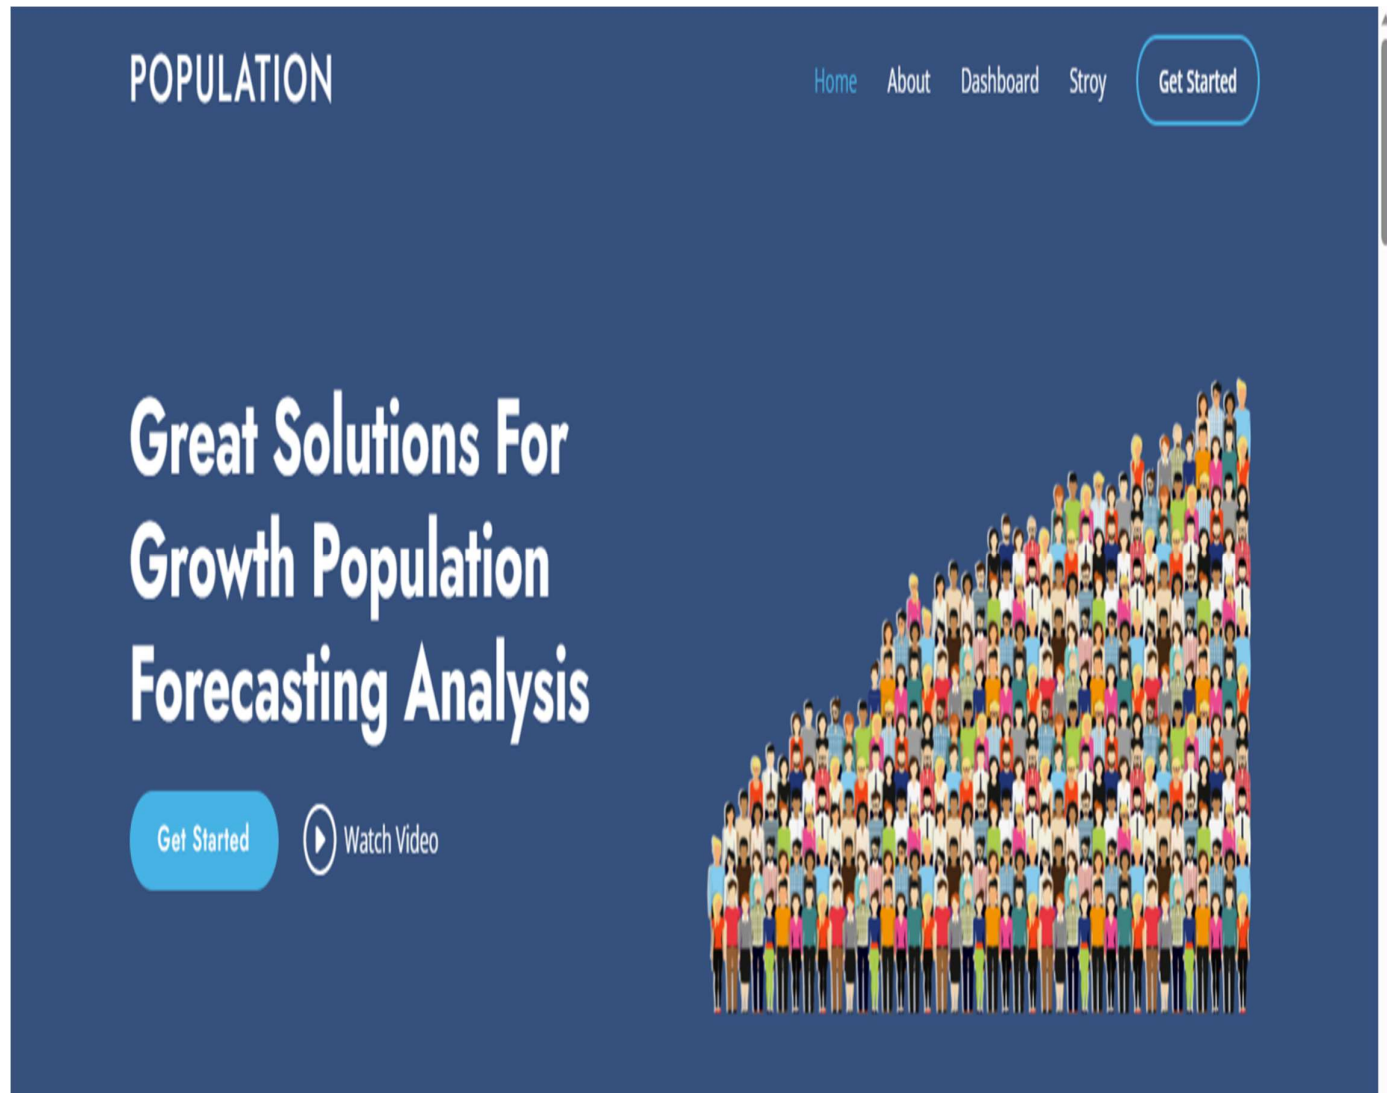 POPULATION
Home About Dashboard Stroy Get Started
Great Solutions For
Growth Population
Forecasting Analysis
Get Started Watch Video